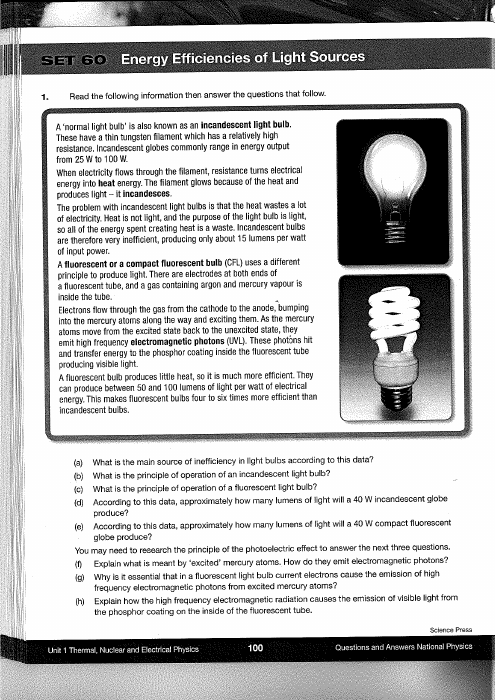 SET 60 Energy Efficiencies of Light Sources
1. Read the following information then answer the questions that follow.
A 'normal light bulb' is also known as an incandescent light bulb.
These have a thin tungsten filament which has a relatively high
resistance. Incandescent globes commonly range in energy output
from 25 W to 100 W.
When electricity flows through the filament, resistance turns electrical
energy into heat energy. The filament glows because of the heat and
produces light – it incandesces.
The problem with incandescent light bulbs is that the heat wastes a lot
of electricity. Heat is not light, and the purpose of the light bulb is light,
so all of the energy spent creating heat is a waste. Incandescent bulbs
are therefore very inefficient, producing only about 15 lumens per watt
of input power.
A fluorescent or a compact fluorescent bulb (CFL) uses a different
principle to produce light. There are electrodes at both ends of
a fluorescent tube, and a gas containing argon and mercury vapour is
inside the tube.
Electrons flow through the gas from the cathode to the anode, bumping
into the mercury atoms along the way and exciting them. As the mercury
atoms move from the excited state back to the unexcited state, they
emit high frequency electromagnetic photons (UVL). These photons hit
and transfer energy to the phosphor coating inside the fluorescent tube
producing visible light.
A fluorescent bulb produces little heat, so it is much more efficient. They
can produce between 50 and 100 lumens of light per watt of electrical
energy. This makes fluorescent bulbs four to six times more efficient than
incandescent bulbs.
(a) What is the main source of inefficiency in light bulbs according to this data?
(b) What is the principle of operation of an incandescent light bulb?
(c) What is the principle of operation of a fluorescent light bulb?
(d) According to this data, approximately how many lumens of light will a 40 W incandescent globe
produce?
(e) According to this data, approximately how many lumens of light will a 40 W compact fluorescent
globe produce?
You may need to research the principle of the photoelectric effect to answer the next three questions.
(f) Explain what is meant by 'excited' mercury atoms. How do they emit electromagnetic photons?
(g) Why is it essential that in a fluorescent light bulb current electrons cause the emission of high
frequency electromagnetic photons from excited mercury atoms?
(h) Explain how the high frequency electromagnetic radiation causes the emission of visible light from
the phosphor coating on the inside of the fluorescent tube.
Science Press
Unit 1 Thermal, Nuclear and Electrical Physics 100 Questions and Answers National Physics